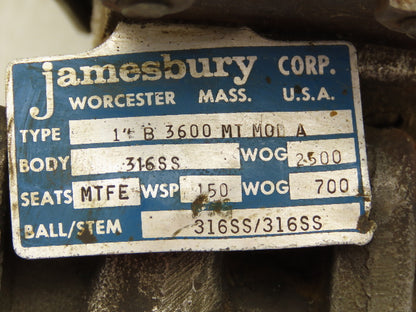 jamesbury CORP.
WORCESTER MASS. U.S.A.
TYPE 1" B 3600 MT MOD A
BODY 316SS WOG 2500
SEATS MTFE WSP 150 WOG 700
BALL/STEM 316SS/316SS